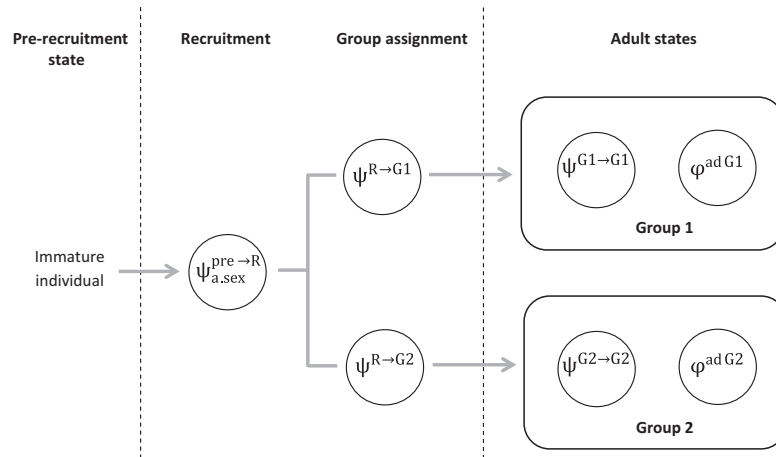 Pre-recruitment
state
Recruitment
Group assignment
Adult states
Immature
individual
ψ^{pre→R}_{a.sex}
ψ^{R→G1}
ψ^{G1→G1}
φ^{ad G1}
Group 1
ψ^{R→G2}
ψ^{G2→G2}
φ^{ad G2}
Group 2